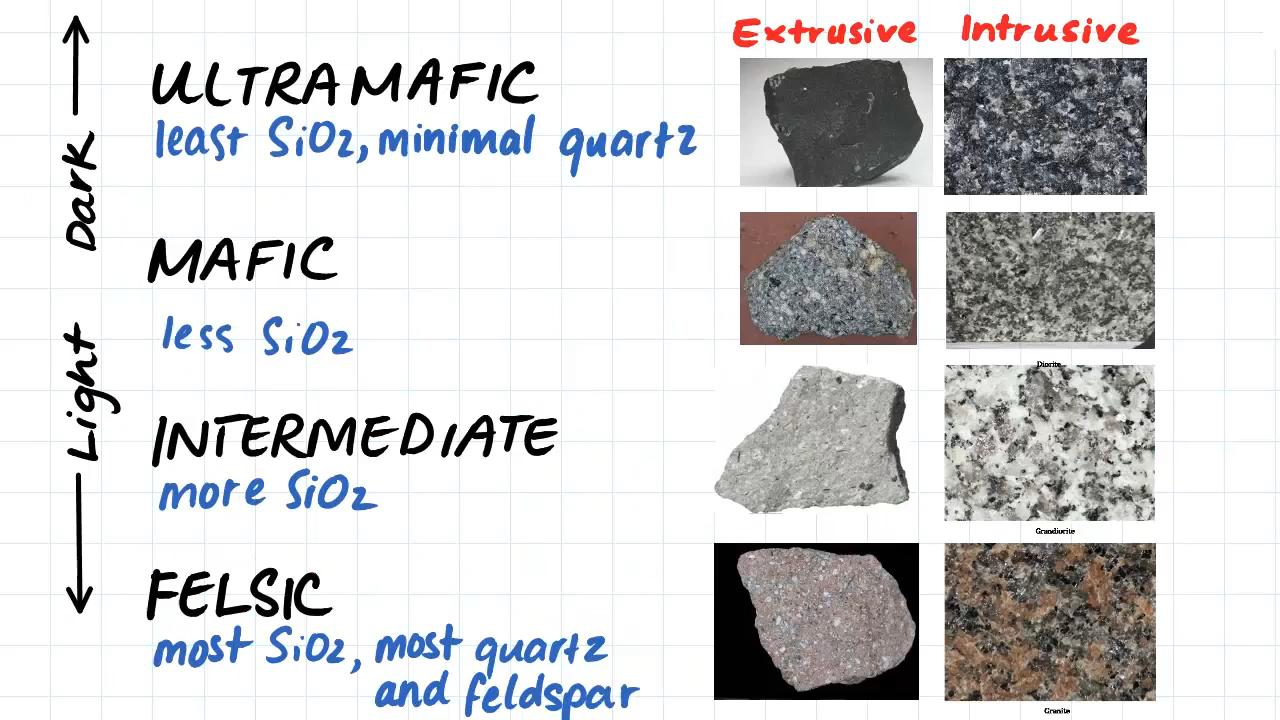 Extrusive Intrusive
Dark
Light
ULTRAMAFIC
least SiO2, minimal quartz
MAFIC
less SiO2
INTERMEDIATE
more SiO2
FELSIC
most SiO2, most quartz
and feldspar
Diorite
Grandiorite
Granite